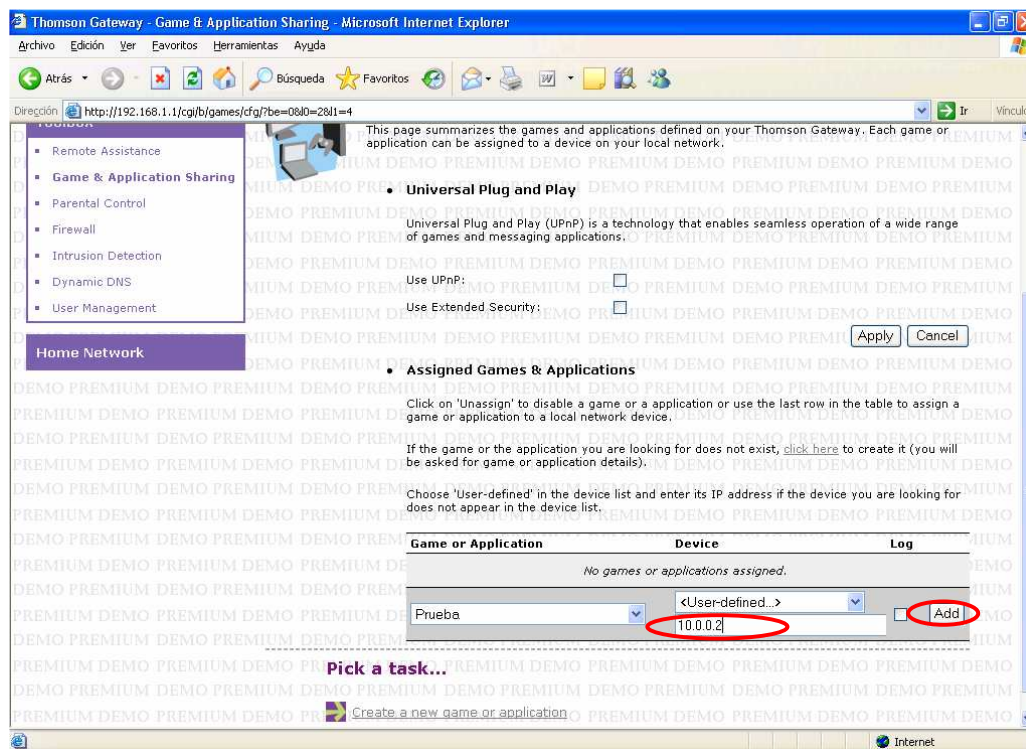 Thomson Gateway - Game & Application Sharing - Microsoft Internet Explorer
Archivo Edición Ver Favoritos Herramientas Ayuda
Atrás Búsqueda Favoritos
Dirección http://192.168.1.1/cgi/b/games/cfg/?be=0&l0=2&l1=4 Ir Vínculo
Toolbox
Remote Assistance
Game & Application Sharing
Parental Control
Firewall
Intrusion Detection
Dynamic DNS
User Management
Home Network
This page summarizes the games and applications defined on your Thomson Gateway. Each game or
application can be assigned to a device on your local network.
Universal Plug and Play
Universal Plug and Play (UPnP) is a technology that enables seamless operation of a wide range
of games and messaging applications.
Use UPnP:
Use Extended Security:
Apply Cancel
Assigned Games & Applications
Click on 'Unassign' to disable a game or a application or use the last row in the table to assign a
game or application to a local network device.
If the game or the application you are looking for does not exist, click here to create it (you will
be asked for game or application details).
Choose 'User-defined' in the device list and enter its IP address if the device you are looking for
does not appear in the device list.
Game or Application Device Log
No games or applications assigned.
Prueba <User-defined...> Add
10.0.0.2
Pick a task...
Create a new game or application
Internet
DEMO PREMIUM DEMO PREMIUM DEMO PREMIUM DEMO PREMIUM